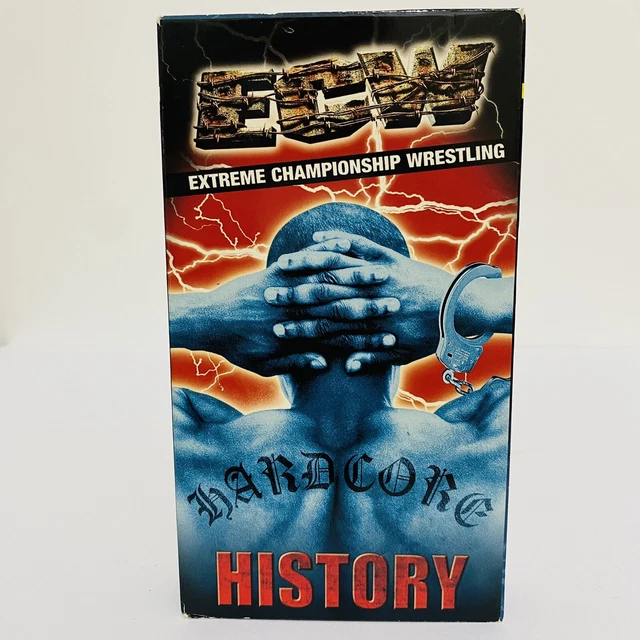 ECW
EXTREME CHAMPIONSHIP WRESTLING
HARDCORE
HISTORY